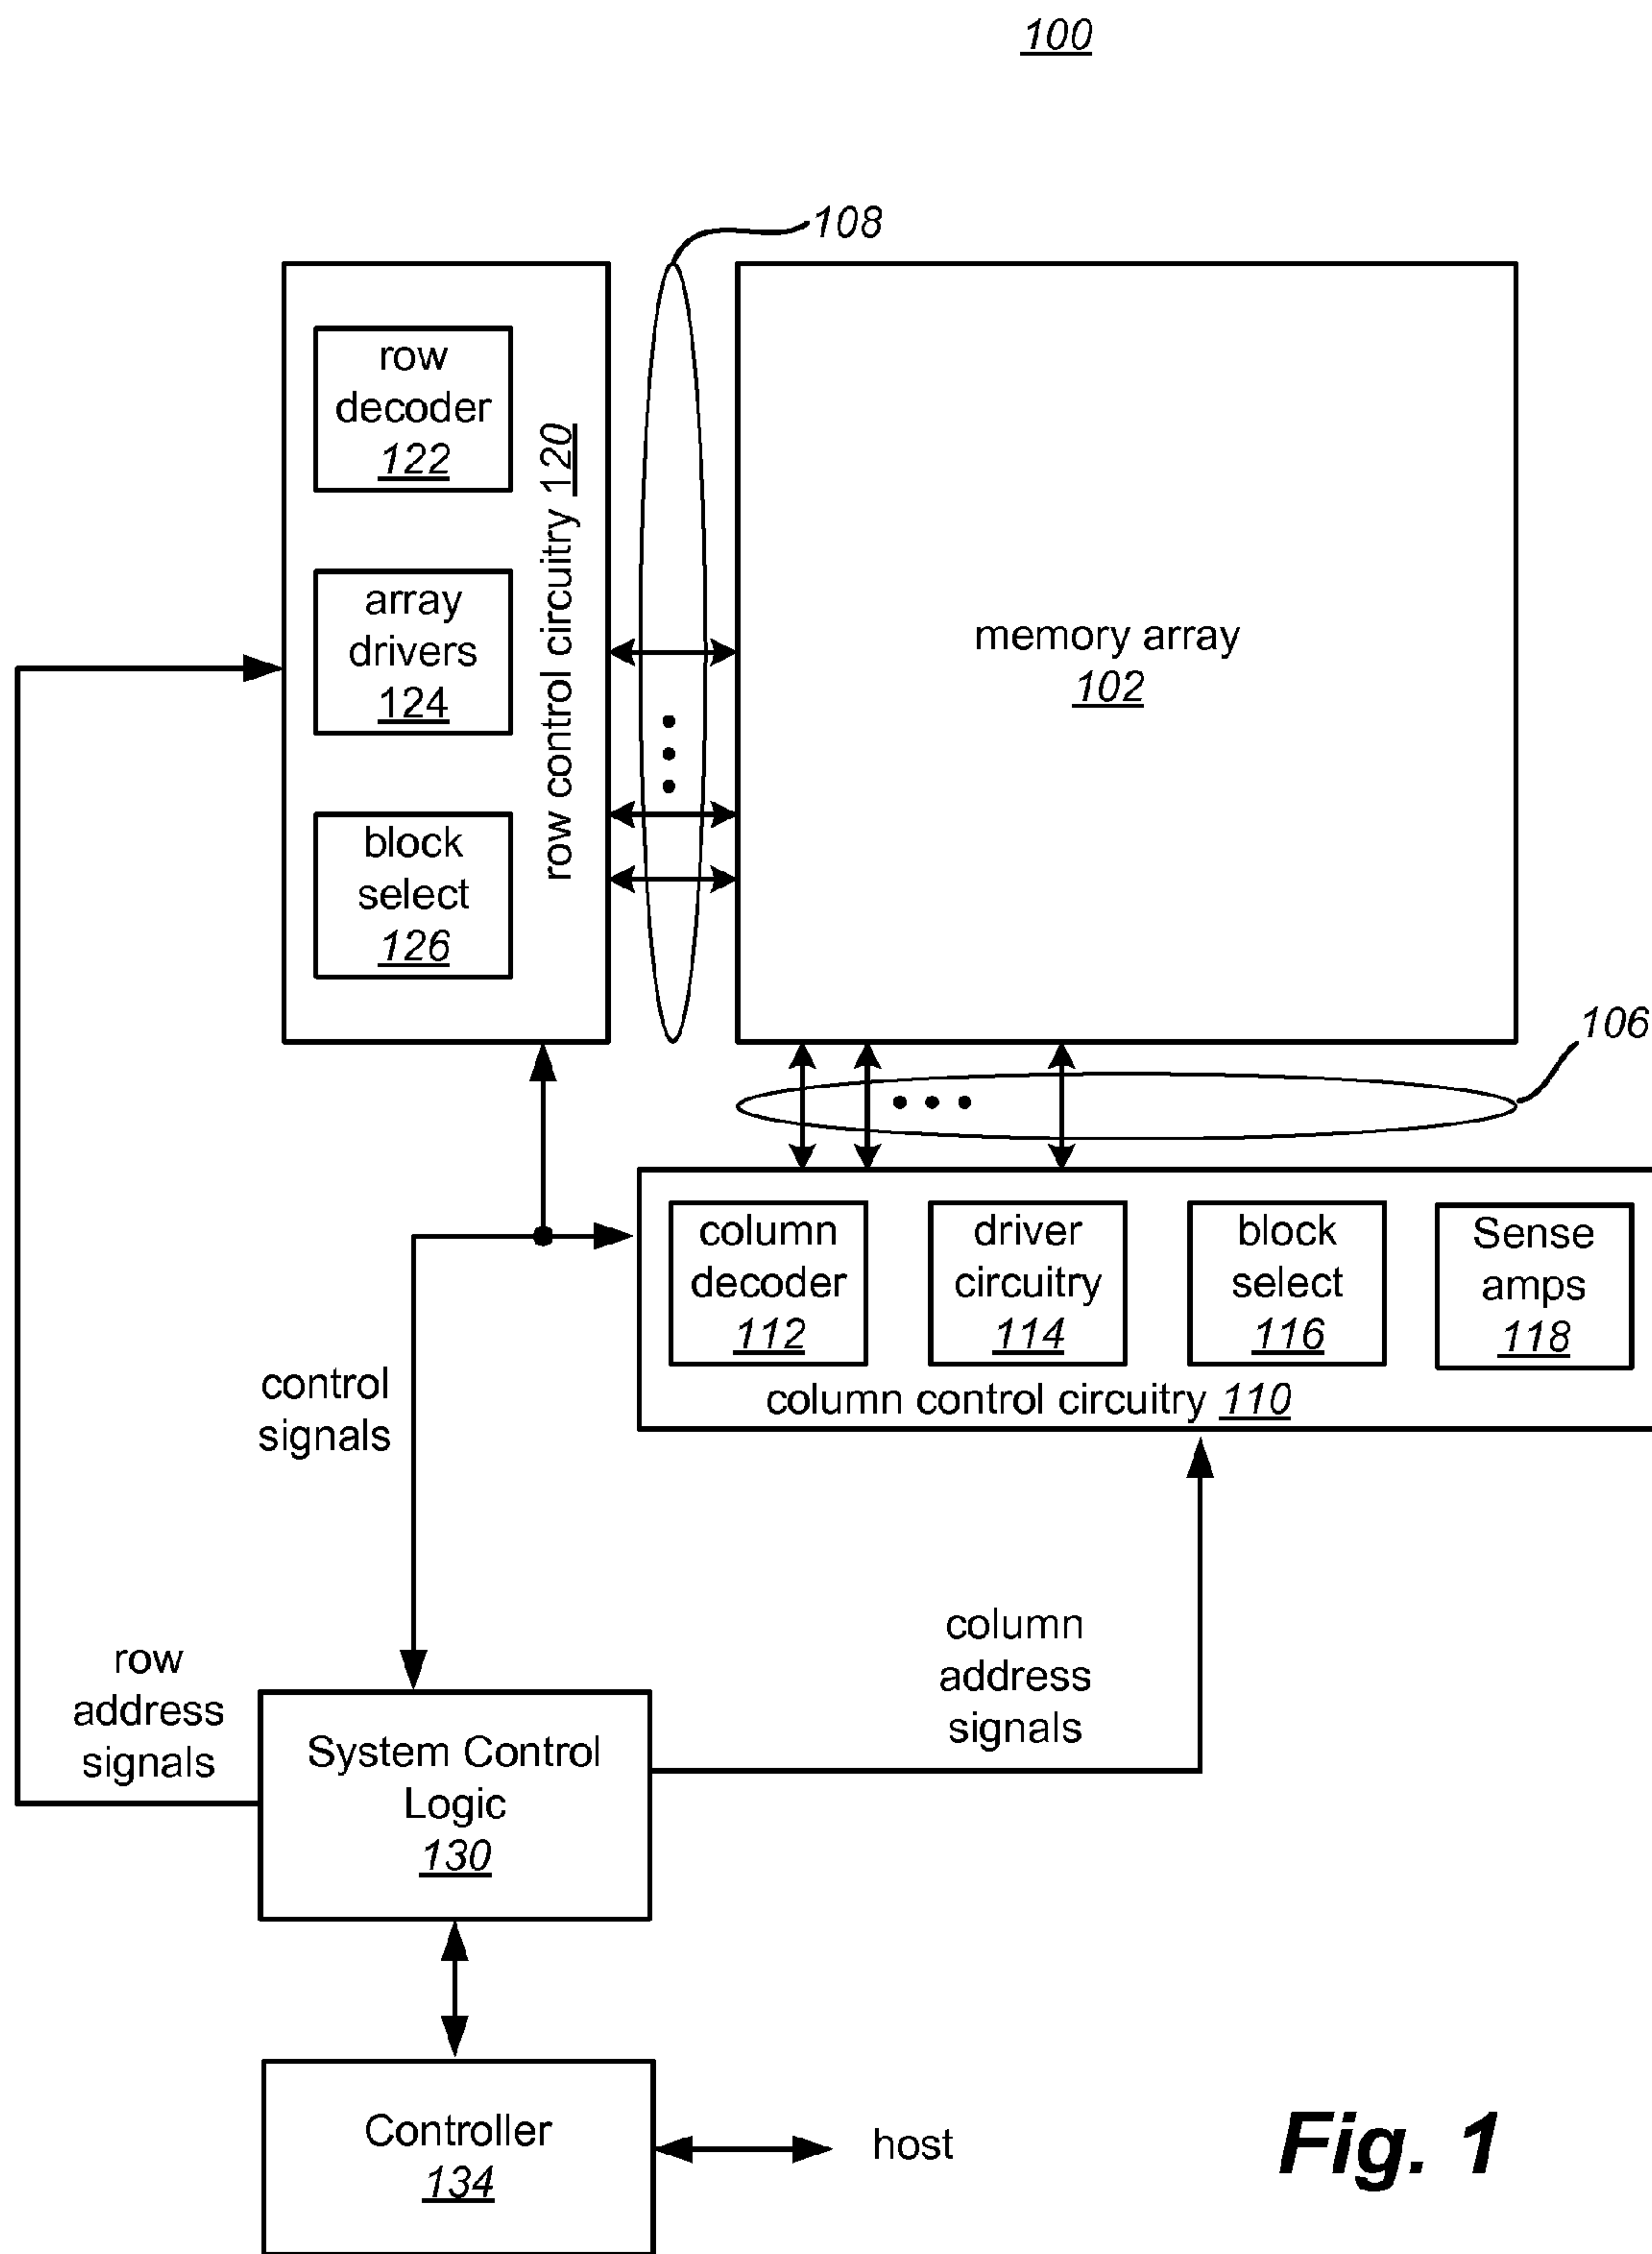 100
108
row
decoder
122
array
drivers
124
block
select
126
row control circuitry 120
memory array
102
106
column
decoder
112
driver
circuitry
114
block
select
116
Sense
amps
118
column control circuitry 110
control
signals
row
address
signals
column
address
signals
System Control
Logic
130
Controller
134
host
Fig. 1